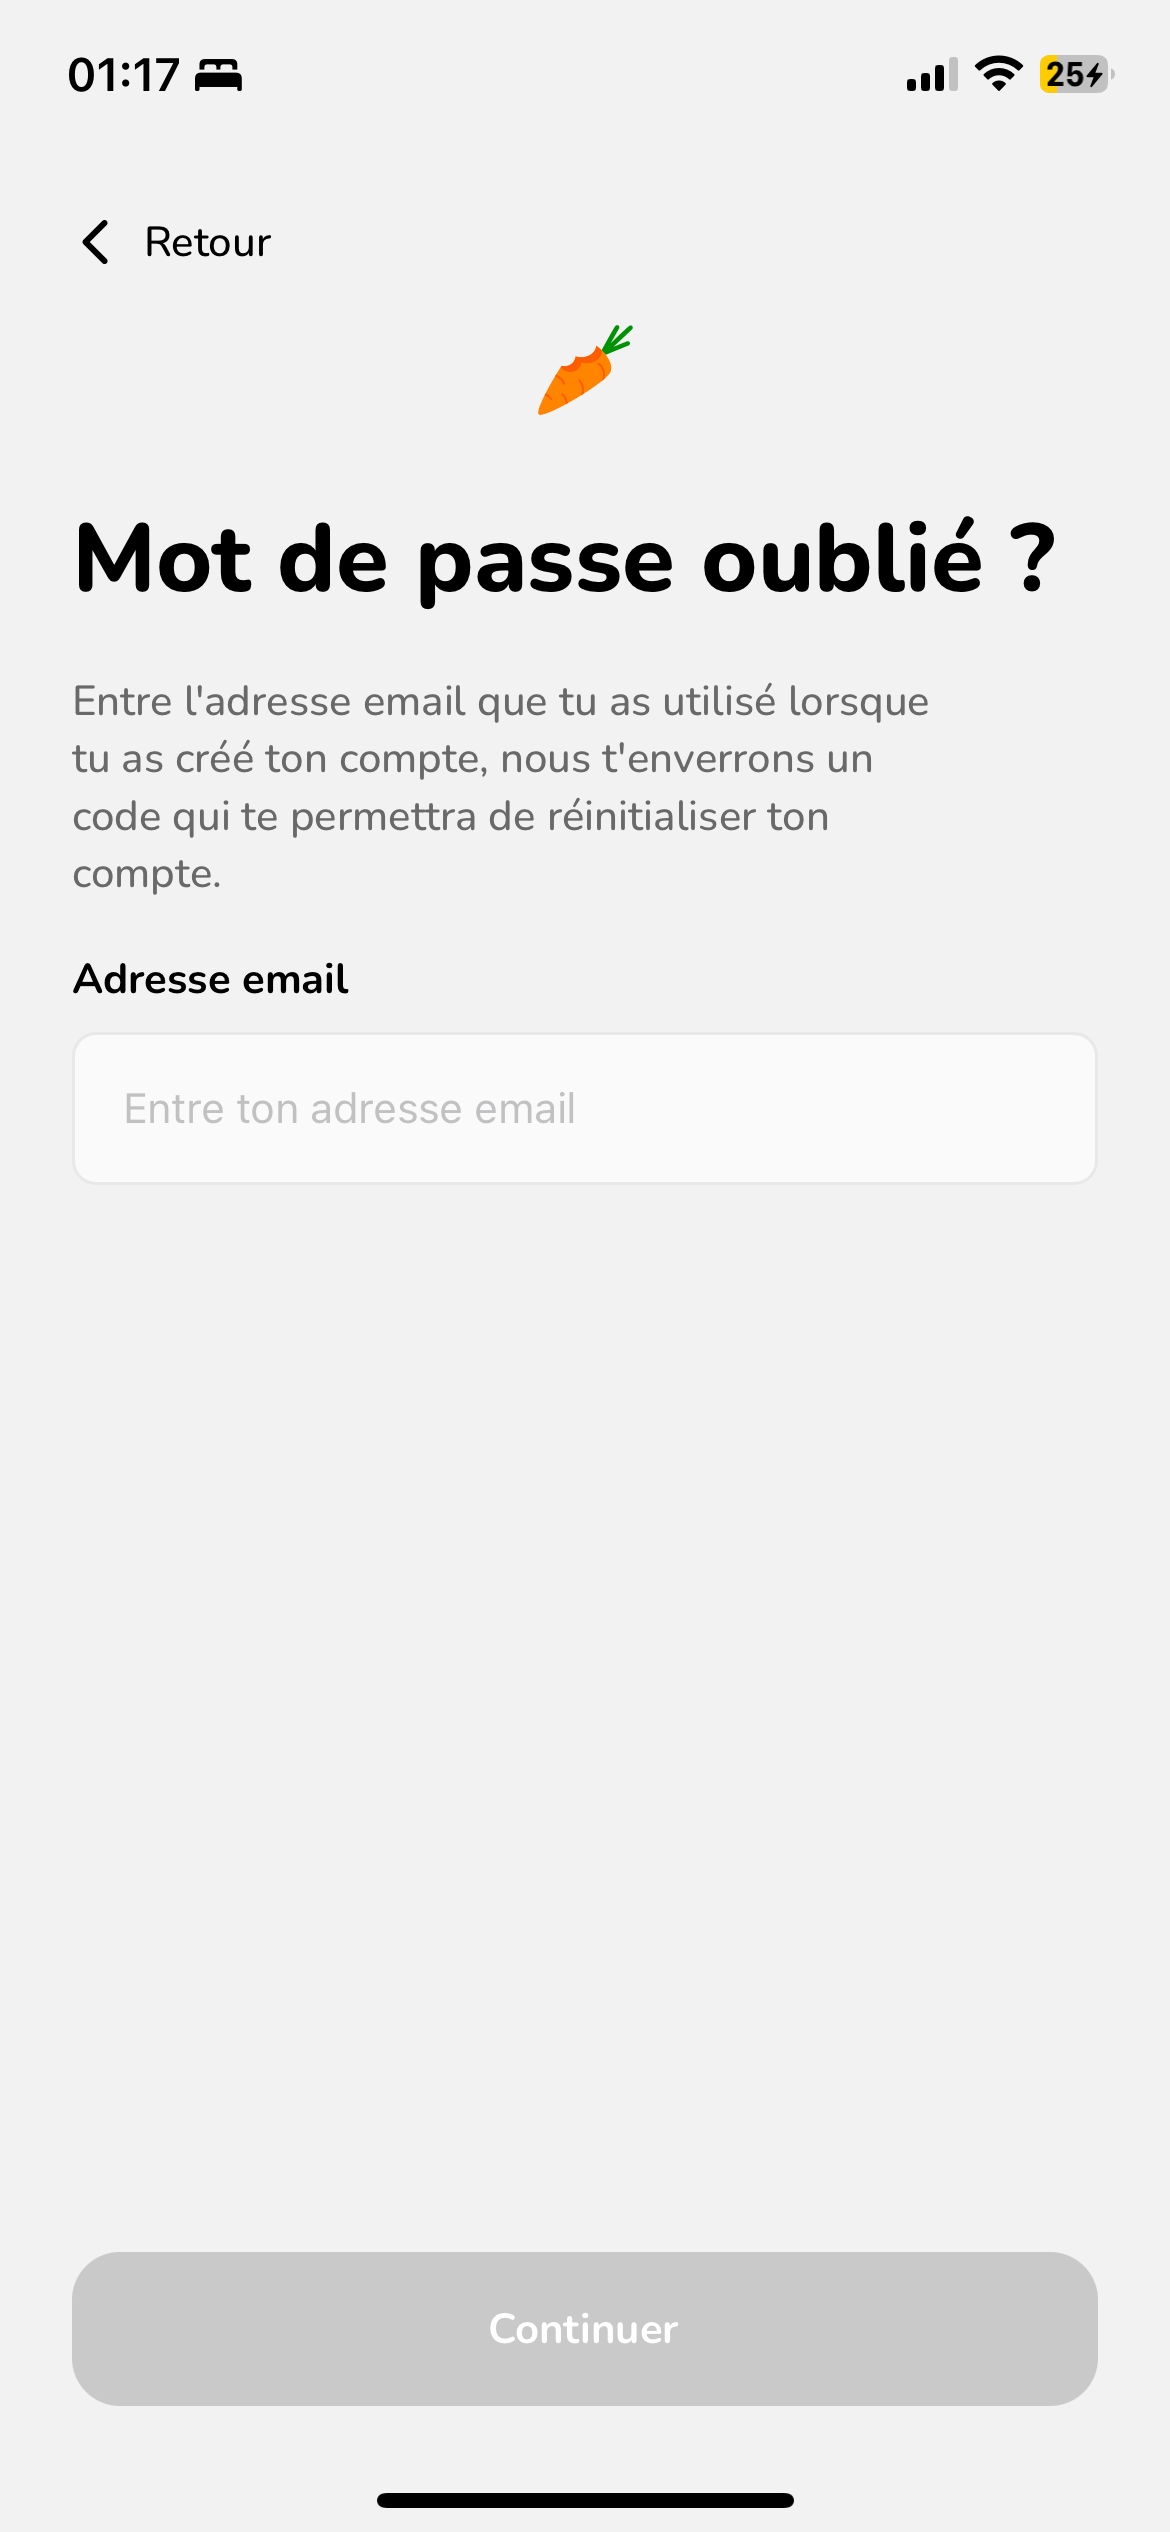 01:17
25
Retour
Mot de passe oublié ?
Entre l'adresse email que tu as utilisé lorsque
tu as créé ton compte, nous t'enverrons un
code qui te permettra de réinitialiser ton
compte.
Adresse email
Entre ton adresse email
Continuer